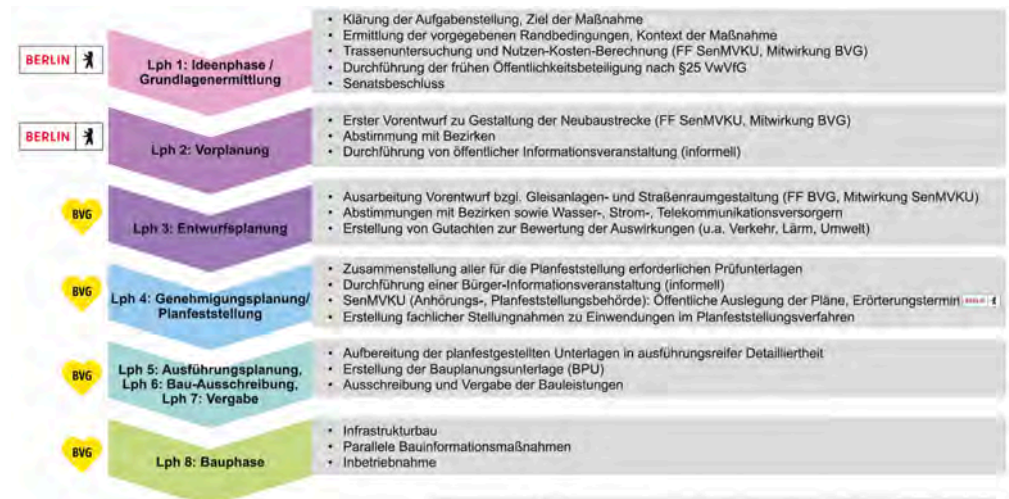 BERLIN
Lph 1: Ideenphase /
Grundlagenermittlung
• Klärung der Aufgabenstellung, Ziel der Maßnahme
• Ermittlung der vorgegebenen Randbedingungen, Kontext der Maßnahme
• Trassenuntersuchung und Nutzen-Kosten-Berechnung (FF SenMVKU, Mitwirkung BVG)
• Durchführung der frühen Öffentlichkeitsbeteiligung nach §25 VwVfG
• Senatsbeschluss
BERLIN
Lph 2: Vorplanung
• Erster Vorentwurf zu Gestaltung der Neubaustrecke (FF SenMVKU, Mitwirkung BVG)
• Abstimmung mit Bezirken
• Durchführung von öffentlicher Informationsveranstaltung (informell)
BVG
Lph 3: Entwurfsplanung
• Ausarbeitung Vorentwurf bzgl. Gleisanlagen- und Straßenraumgestaltung (FF BVG, Mitwirkung SenMVKU)
• Abstimmungen mit Bezirken sowie Wasser-, Strom-, Telekommunikationsversorgern
• Erstellung von Gutachten zur Bewertung der Auswirkungen (u.a. Verkehr, Lärm, Umwelt)
BVG
Lph 4: Genehmigungsplanung/
Planfeststellung
• Zusammenstellung aller für die Planfeststellung erforderlichen Prüfunterlagen
• Durchführung einer Bürger-Informationsveranstaltung (informell)
• SenMVKU (Anhörungs-, Planfeststellungsbehörde): Öffentliche Auslegung der Pläne, Erörterungstermin BERLIN
• Erstellung fachlicher Stellungnahmen zu Einwendungen im Planfeststellungsverfahren
BVG
Lph 5: Ausführungsplanung,
Lph 6: Bau-Ausschreibung,
Lph 7: Vergabe
• Aufbereitung der planfestgestellten Unterlagen in ausführungsreifer Detailliertheit
• Erstellung der Bauplanungsunterlage (BPU)
• Ausschreibung und Vergabe der Bauleistungen
BVG
Lph 8: Bauphase
• Infrastrukturbau
• Parallele Bauinformationsmaßnahmen
• Inbetriebnahme